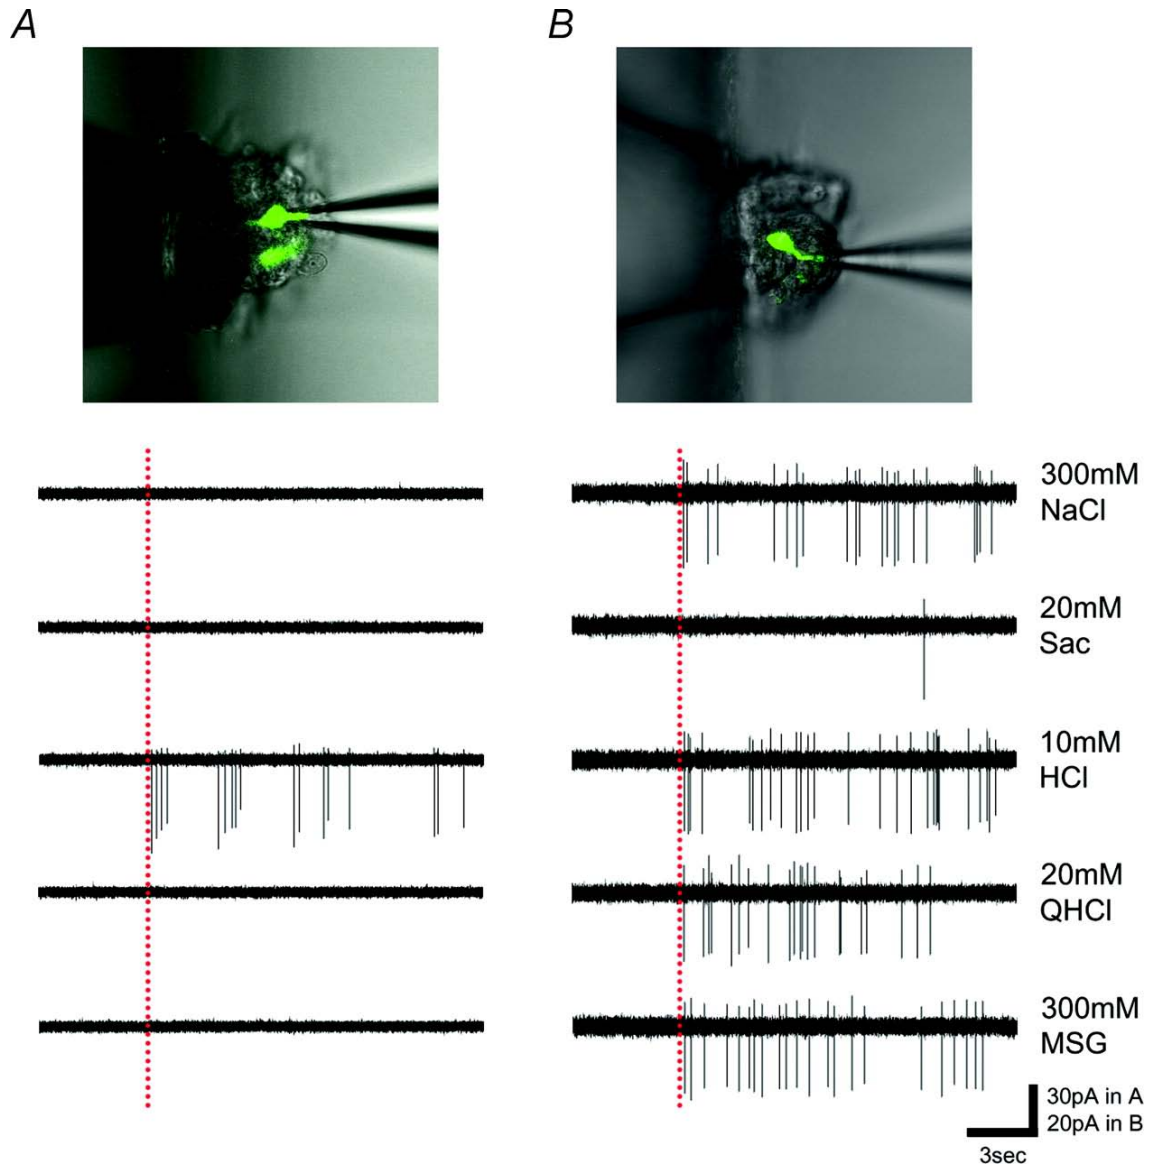 A
B
300mM
NaCl
20mM
Sac
10mM
HCl
20mM
QHCl
300mM
MSG
30pA in A
20pA in B
3sec